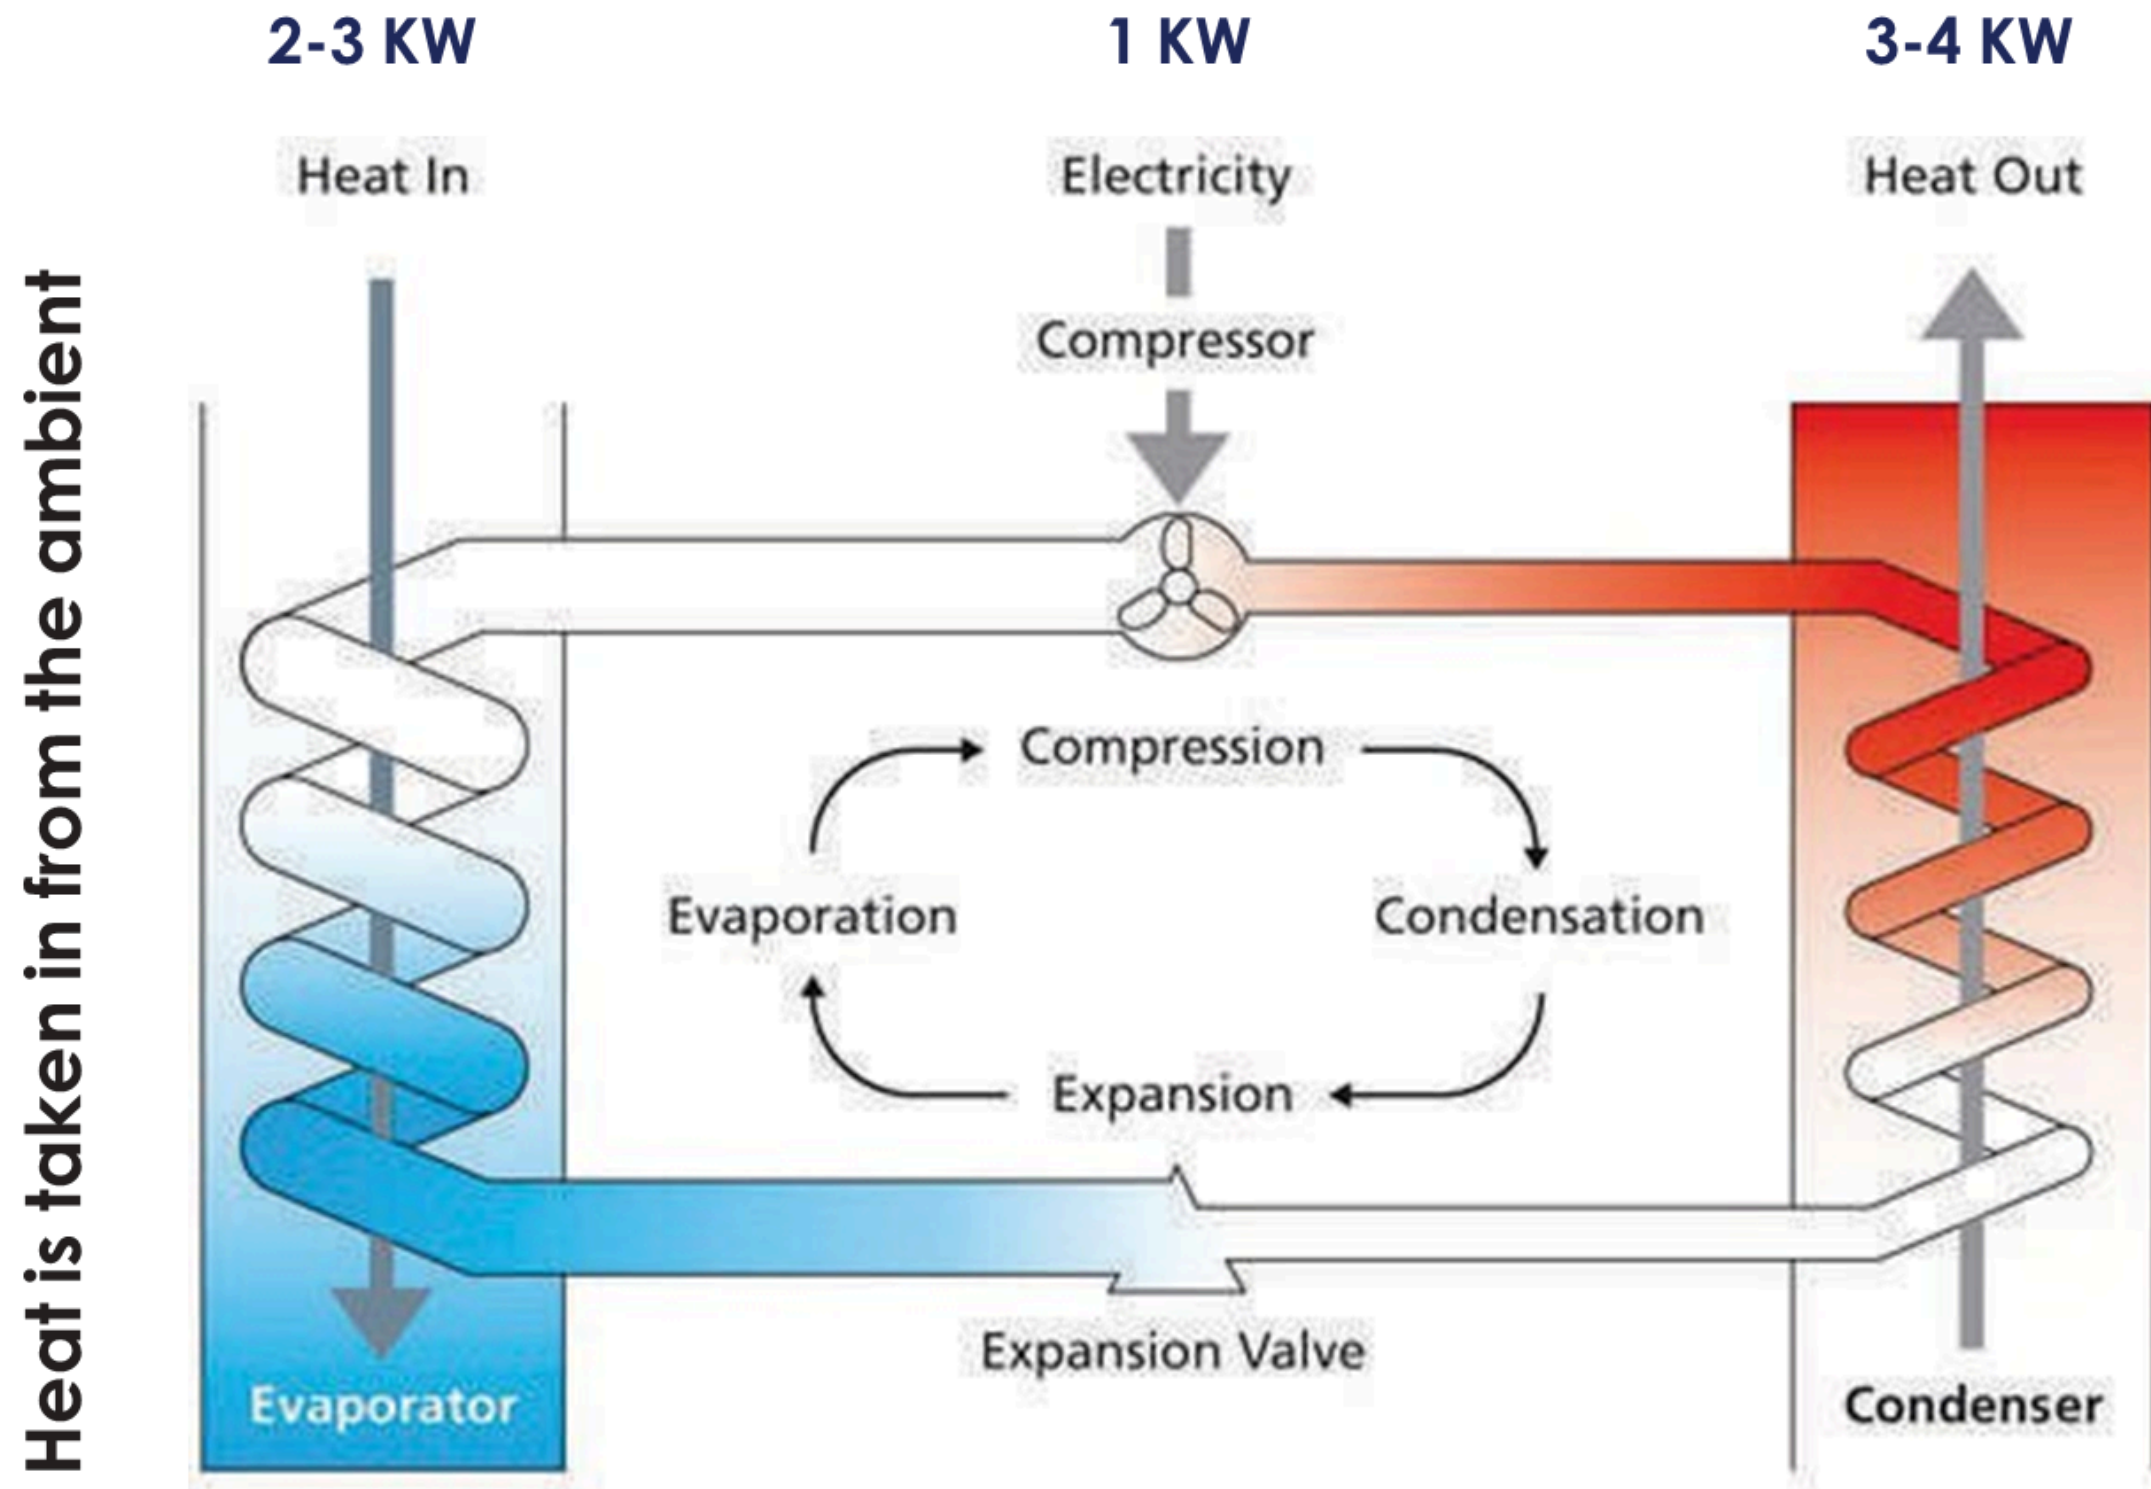 2-3 KW
1 KW
3-4 KW
Heat In
Electricity
Heat Out
Compressor
Heat is taken in from the ambient
Compression
Evaporation
Condensation
Expansion
Expansion Valve
Evaporator
Condenser